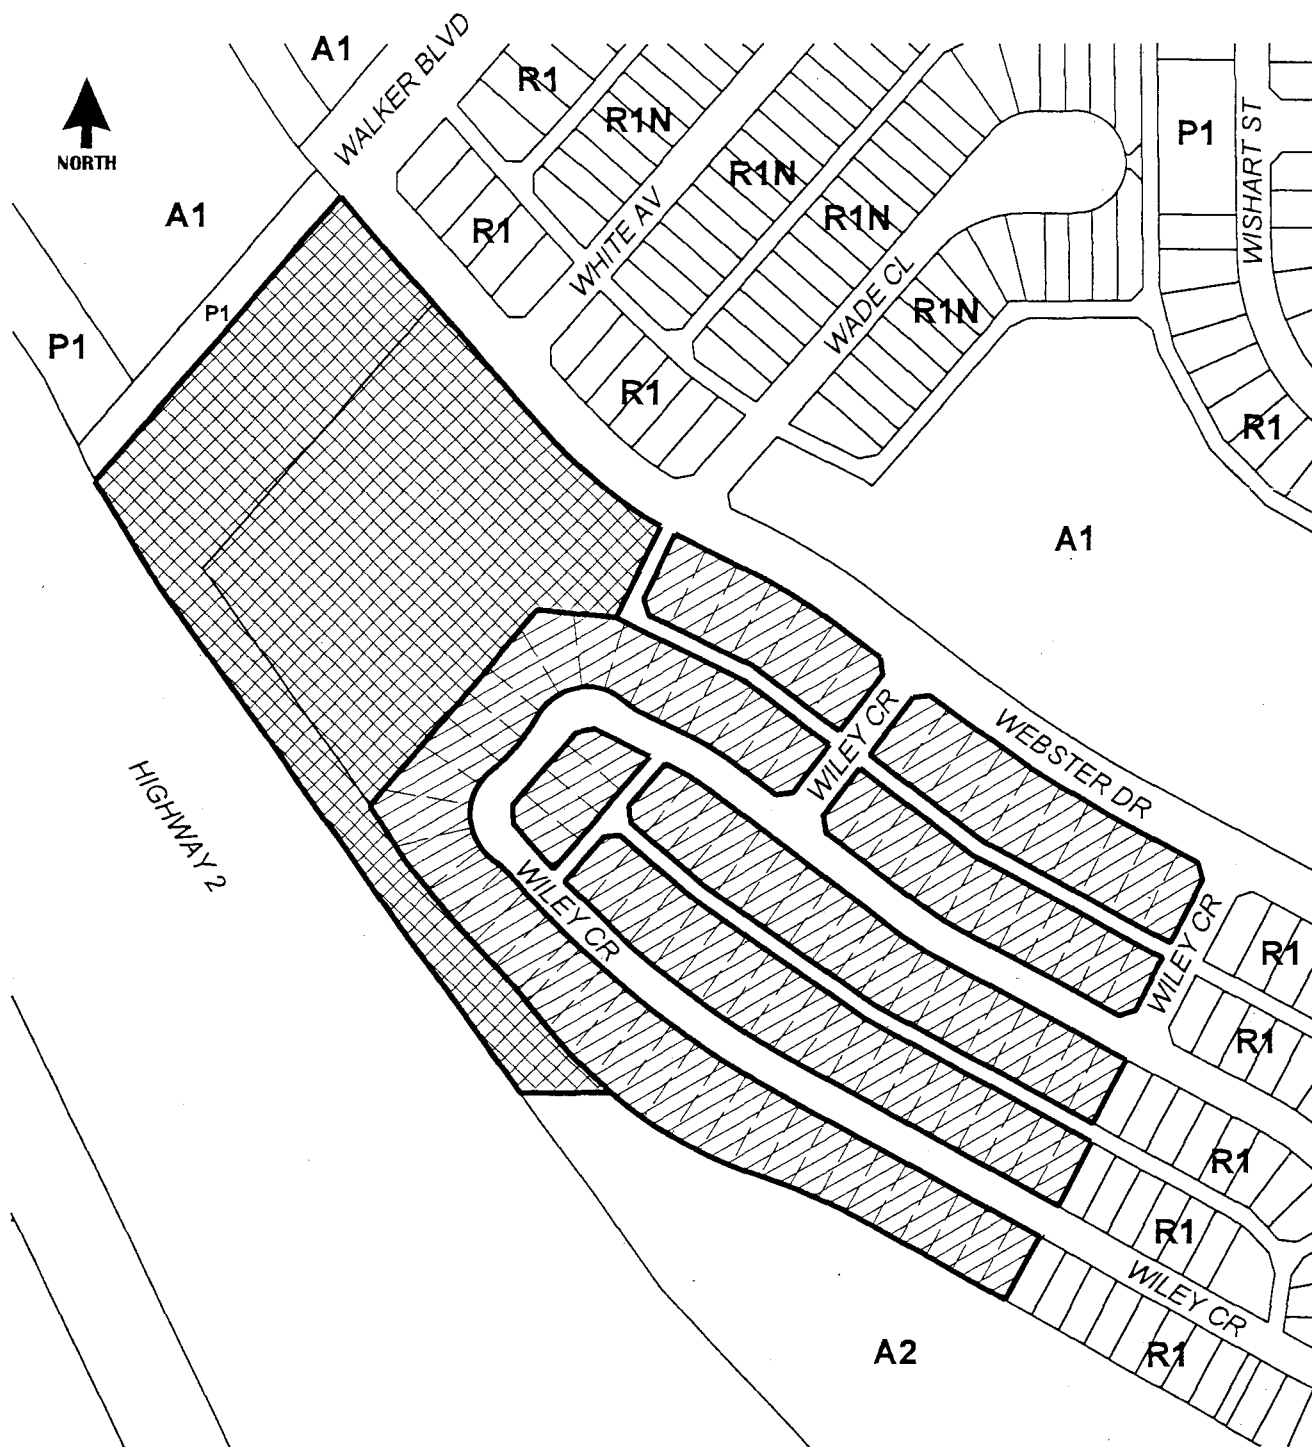 A1
WALKER BLVD
R1
R1N
P1
WISHART ST
NORTH
R1N
A1
R1
WHITE AV
R1N
P1
WADE CL
R1N
P1
R1
R1
A1
WILEY CR
WEBSTER DR
HIGHWAY 2
WILEY CR
WILEY CR
R1
R1
R1
R1
WILEY CR
A2
R1